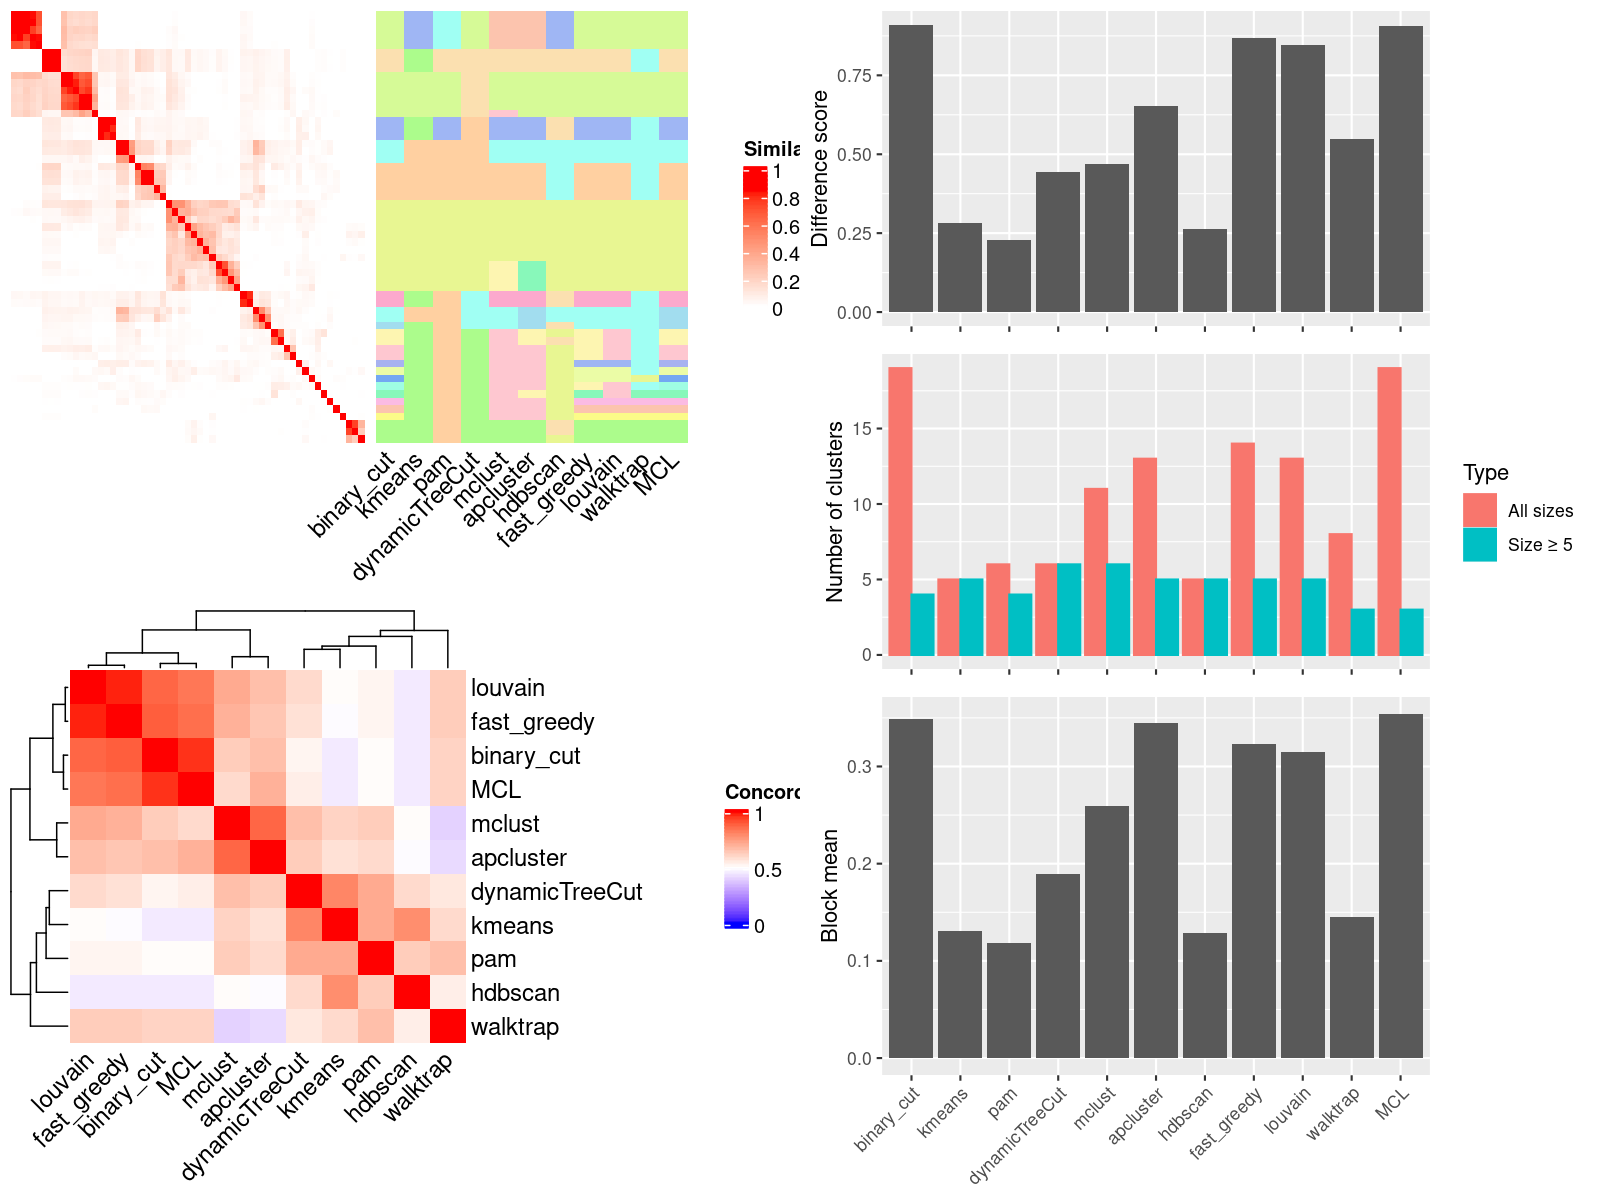 Simila
1
0.8
0.6
0.4
0.2
0
binary_cut
kmeans
pam
dynamicTreeCut
mclust
apcluster
hdbscan
fast_greedy
louvain
walktrap
MCL
Difference score
0.75
0.50
0.25
0.00
Number of clusters
15
10
5
0
Type
All sizes
Size ≥ 5
louvain
fast_greedy
binary_cut
MCL
mclust
apcluster
dynamicTreeCut
kmeans
pam
hdbscan
walktrap
louvain
fast_greedy
binary_cut
MCL
mclust
apcluster
dynamicTreeCut
kmeans
pam
hdbscan
walktrap
Concord
1
0.5
0
Block mean
0.3
0.2
0.1
0.0
binary_cut
kmeans
pam
dynamicTreeCut
mclust
apcluster
hdbscan
fast_greedy
louvain
walktrap
MCL